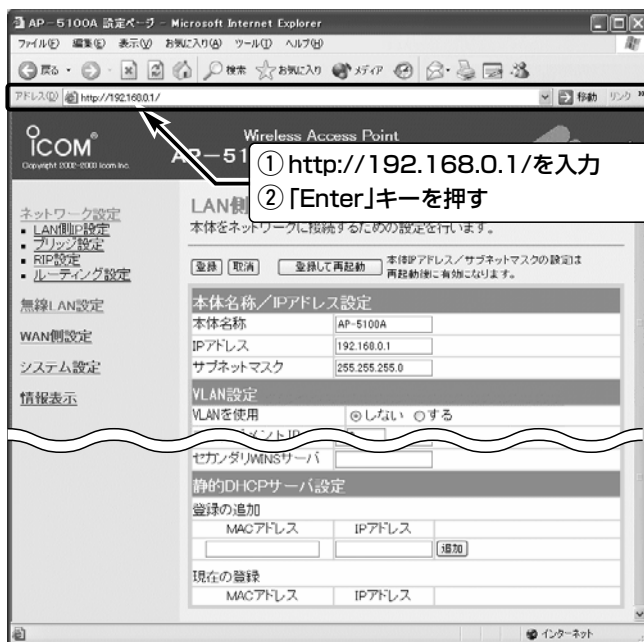 AP-5100A 設定ページ - Microsoft Internet Explorer
ファイル(F) 編集(E) 表示(V) お気に入り(A) ツール(T) ヘルプ(H)
戻る 検索 お気に入り メディア
アドレス(D) http://192.168.0.1/ 移動 リンク »
ICOM®
Copyright 2002-2003 Icom Inc.
Wireless Access Point
AP-51
① http://192.168.0.1/を入力
② 「Enter」キーを押す
ネットワーク設定
▪ LAN側IP設定
▪ ブリッジ設定
▪ RIP設定
▪ ルーティング設定
無線LAN設定
WAN側設定
システム設定
情報表示
LAN側
本体をネットワークに接続するための設定を行います。
登録 取消 登録して再起動 本体IPアドレス/サブネットマスクの設定は
再起動後に有効になります。
本体名称/IPアドレス設定
本体名称 AP-5100A
IPアドレス 192.168.0.1
サブネットマスク 255.255.255.0
VLAN設定
VLANを使用 しない する
セカンダリWINSサーバ
静的DHCPサーバ設定
登録の追加
MACアドレス IPアドレス
追加
現在の登録
MACアドレス IPアドレス
インターネット